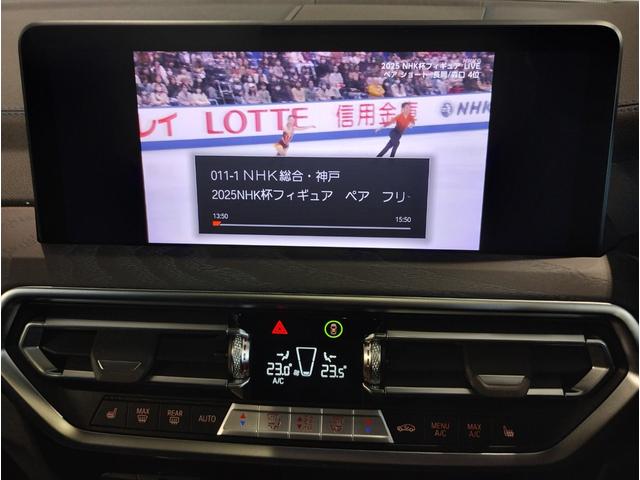 2025 NHK杯フィギュア LIVE
ペア ショート 長岡/森口 4位
レイ LOTTE 信用金庫 NHK
011-1 NHK総合・神戸
2025NHK杯フィギュア ペア フリ
13:50 15:50
23.0° 23.5°
A/C
MAX REAR AUTO MENU A/C MAX A/C